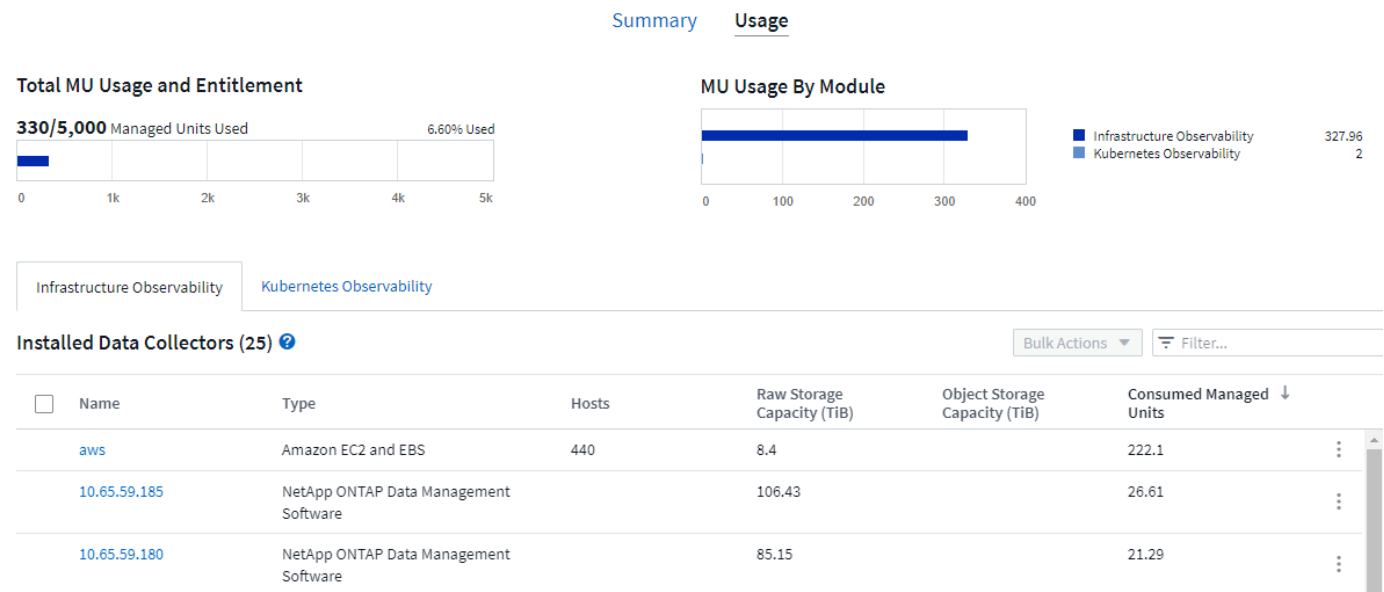 Summary Usage
Total MU Usage and Entitlement
330/5,000 Managed Units Used 6.60% Used
0 1k 2k 3k 4k 5k
MU Usage By Module
Infrastructure Observability 327.96
Kubernetes Observability 2
0 100 200 300 400
Infrastructure Observability Kubernetes Observability
Installed Data Collectors (25) ?
Bulk Actions Filter...
Name Type Hosts Raw Storage Capacity (TiB) Object Storage Capacity (TiB) Consumed Managed Units
aws Amazon EC2 and EBS 440 8.4 222.1
10.65.59.185 NetApp ONTAP Data Management Software 106.43 26.61
10.65.59.180 NetApp ONTAP Data Management Software 85.15 21.29